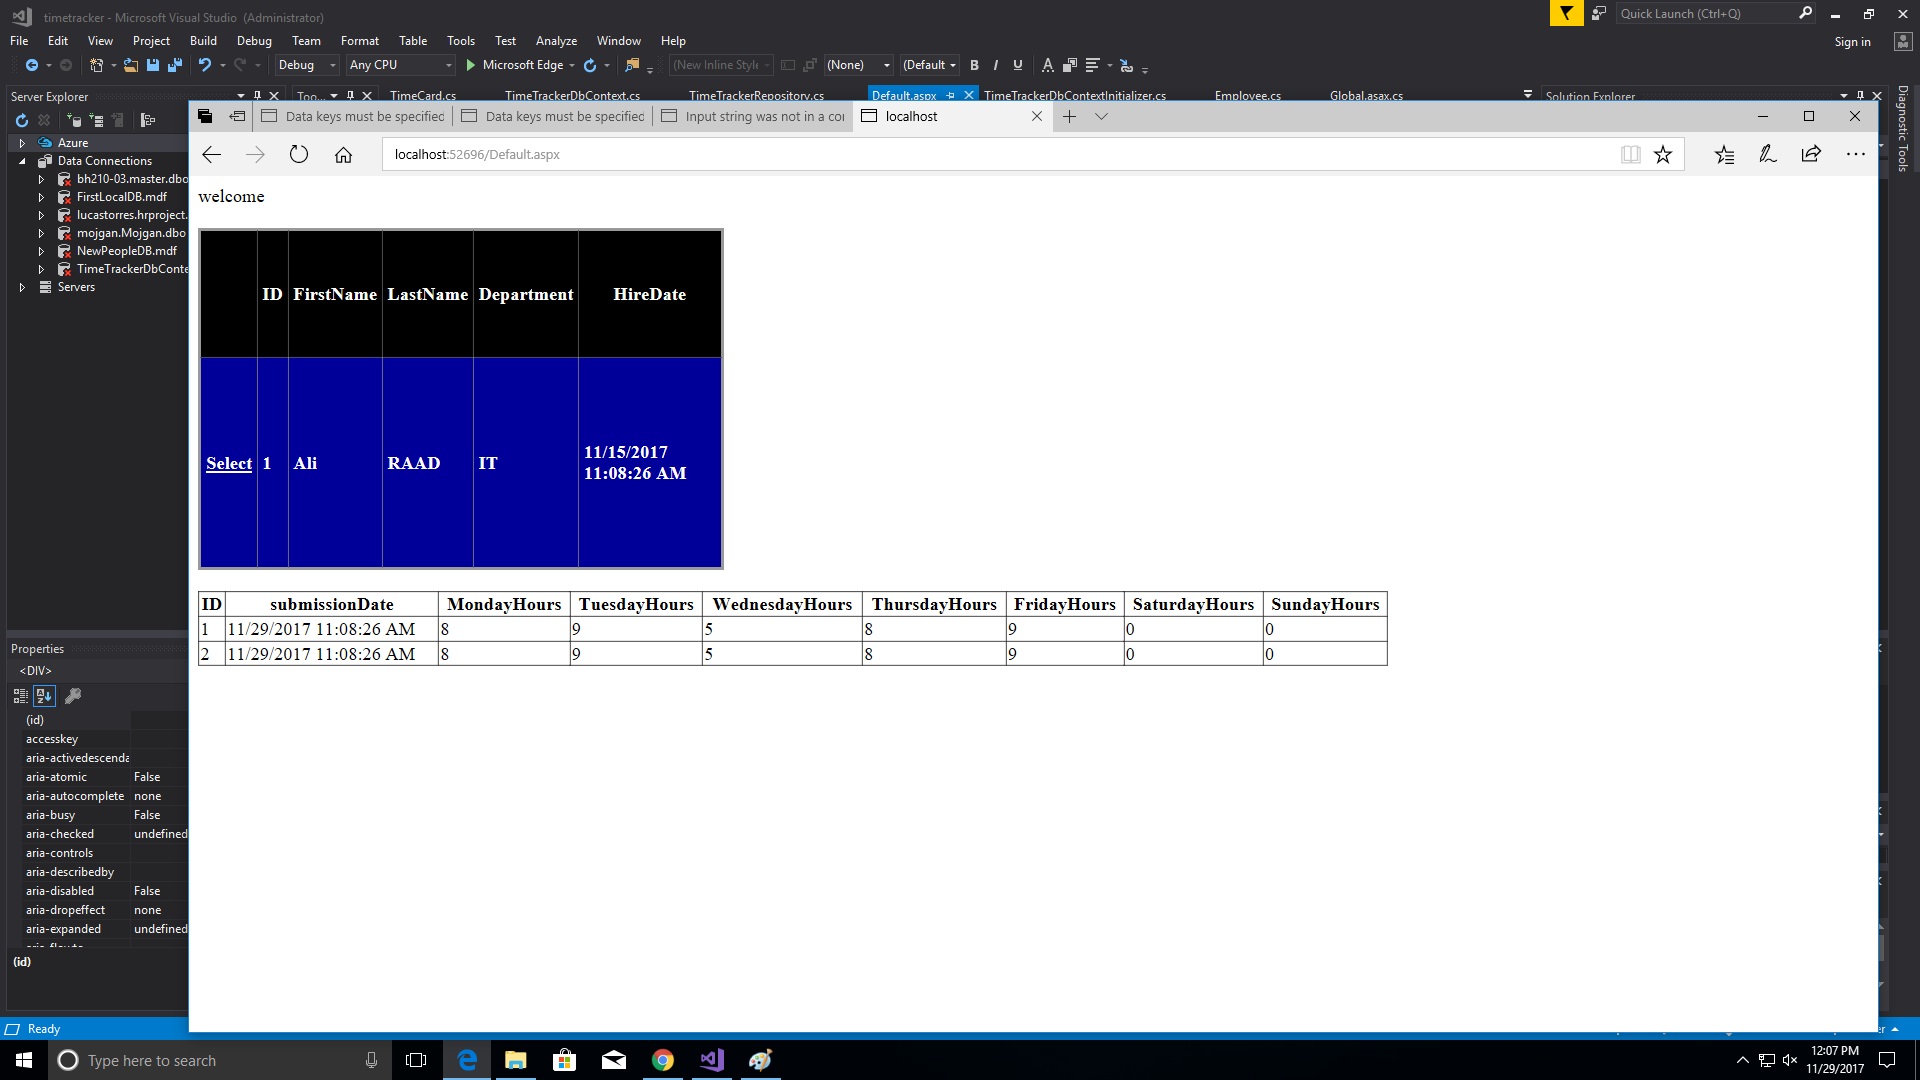 timetracker - Microsoft Visual Studio (Administrator)
Quick Launch (Ctrl+Q)
File Edit View Project Build Debug Team Format Table Tools Test Analyze Window Help
Sign in
Debug Any CPU Microsoft Edge (New Inline Style (None) (Default B I U A
Server Explorer Too... TimeCard.cs TimeTrackerDbContext.cs TimeTrackerRepository.cs Default.aspx TimeTrackerDbContextInitializer.cs Employee.cs Global.asax.cs Solution Explorer
Diagnostic Tools
Data keys must be specified Data keys must be specified Input string was not in a cor localhost
Azure
Data Connections
bh210-03.master.dbo
FirstLocalDB.mdf
lucastorres.hrproject.
mojgan.Mojgan.dbo
NewPeopleDB.mdf
TimeTrackerDbConte
Servers
localhost:52696/Default.aspx
welcome
ID FirstName LastName Department HireDate
Select 1 Ali RAAD IT 11/15/2017
11:08:26 AM
ID submissionDate MondayHours TuesdayHours WednesdayHours ThursdayHours FridayHours SaturdayHours SundayHours
1 11/29/2017 11:08:26 AM 8 9 5 8 9 0 0
2 11/29/2017 11:08:26 AM 8 9 5 8 9 0 0
Properties
<DIV>
(id)
accesskey
aria-activedescenda
aria-atomic False
aria-autocomplete none
aria-busy False
aria-checked undefined
aria-controls
aria-describedby
aria-disabled False
aria-dropeffect none
aria-expanded undefined
(id)
Ready
Type here to search
12:07 PM
11/29/2017